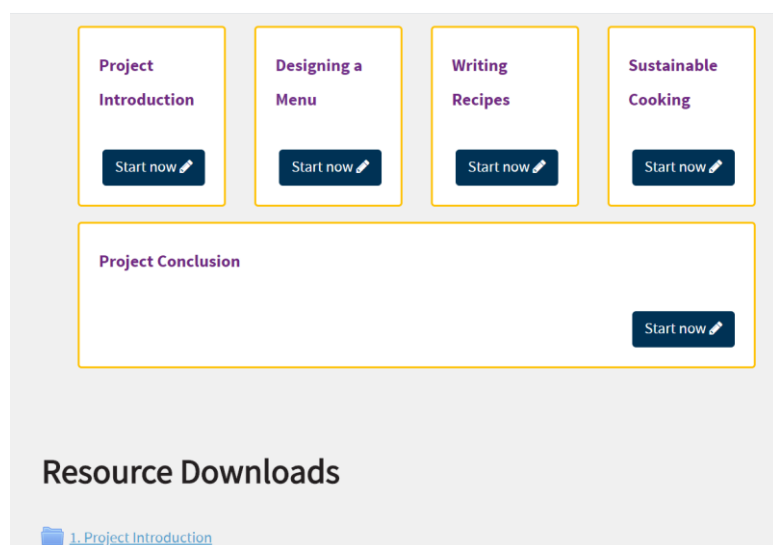 Project
Introduction
Start now
Designing a
Menu
Start now
Writing
Recipes
Start now
Sustainable
Cooking
Start now
Project Conclusion
Start now
Resource Downloads
1. Project Introduction